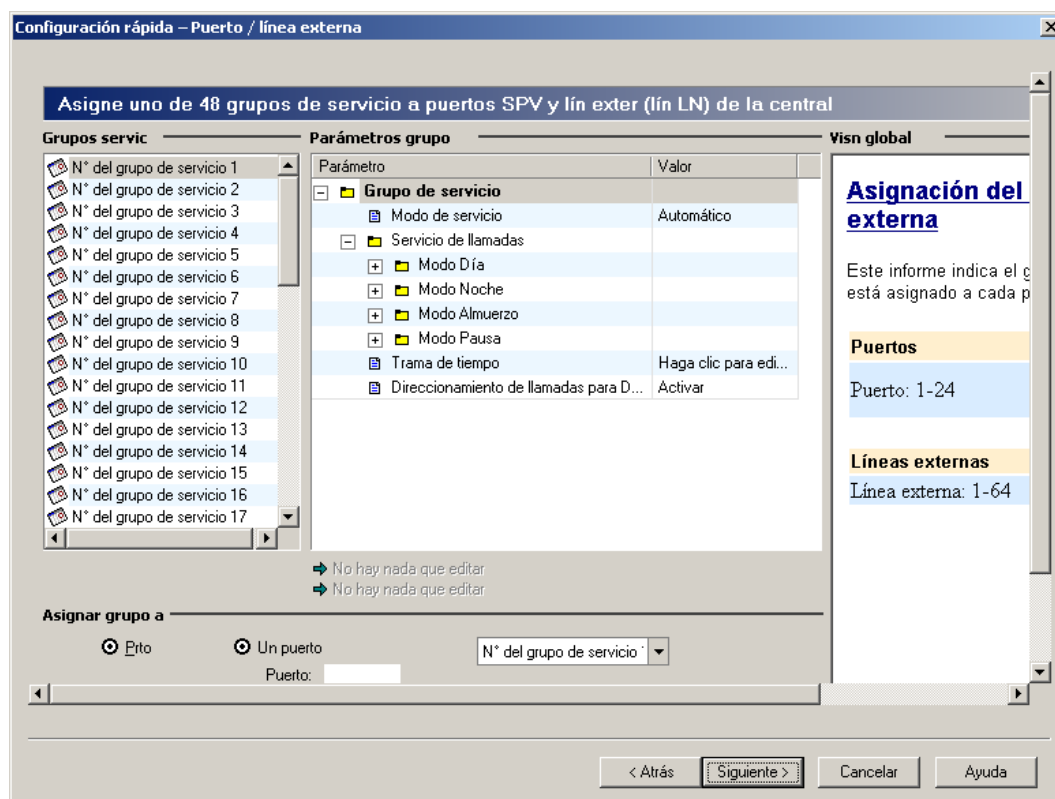 Configuración rápida – Puerto / línea externa
Asigne uno de 48 grupos de servicio a puertos SPV y lín exter (lín LN) de la central
Grupos servic
N° del grupo de servicio 1
N° del grupo de servicio 2
N° del grupo de servicio 3
N° del grupo de servicio 4
N° del grupo de servicio 5
N° del grupo de servicio 6
N° del grupo de servicio 7
N° del grupo de servicio 8
N° del grupo de servicio 9
N° del grupo de servicio 10
N° del grupo de servicio 11
N° del grupo de servicio 12
N° del grupo de servicio 13
N° del grupo de servicio 14
N° del grupo de servicio 15
N° del grupo de servicio 16
N° del grupo de servicio 17
Parámetros grupo
Parámetro Valor
Grupo de servicio
Modo de servicio Automático
Servicio de llamadas
Modo Día
Modo Noche
Modo Almuerzo
Modo Pausa
Trama de tiempo Haga clic para edi...
Direccionamiento de llamadas para D... Activar
No hay nada que editar
No hay nada que editar
Visn global
Asignación del
externa
Este informe indica el g
está asignado a cada p
Puertos
Puerto: 1-24
Líneas externas
Línea externa: 1-64
Asignar grupo a
Prto Un puerto N° del grupo de servicio
Puerto:
< Atrás Siguiente > Cancelar Ayuda